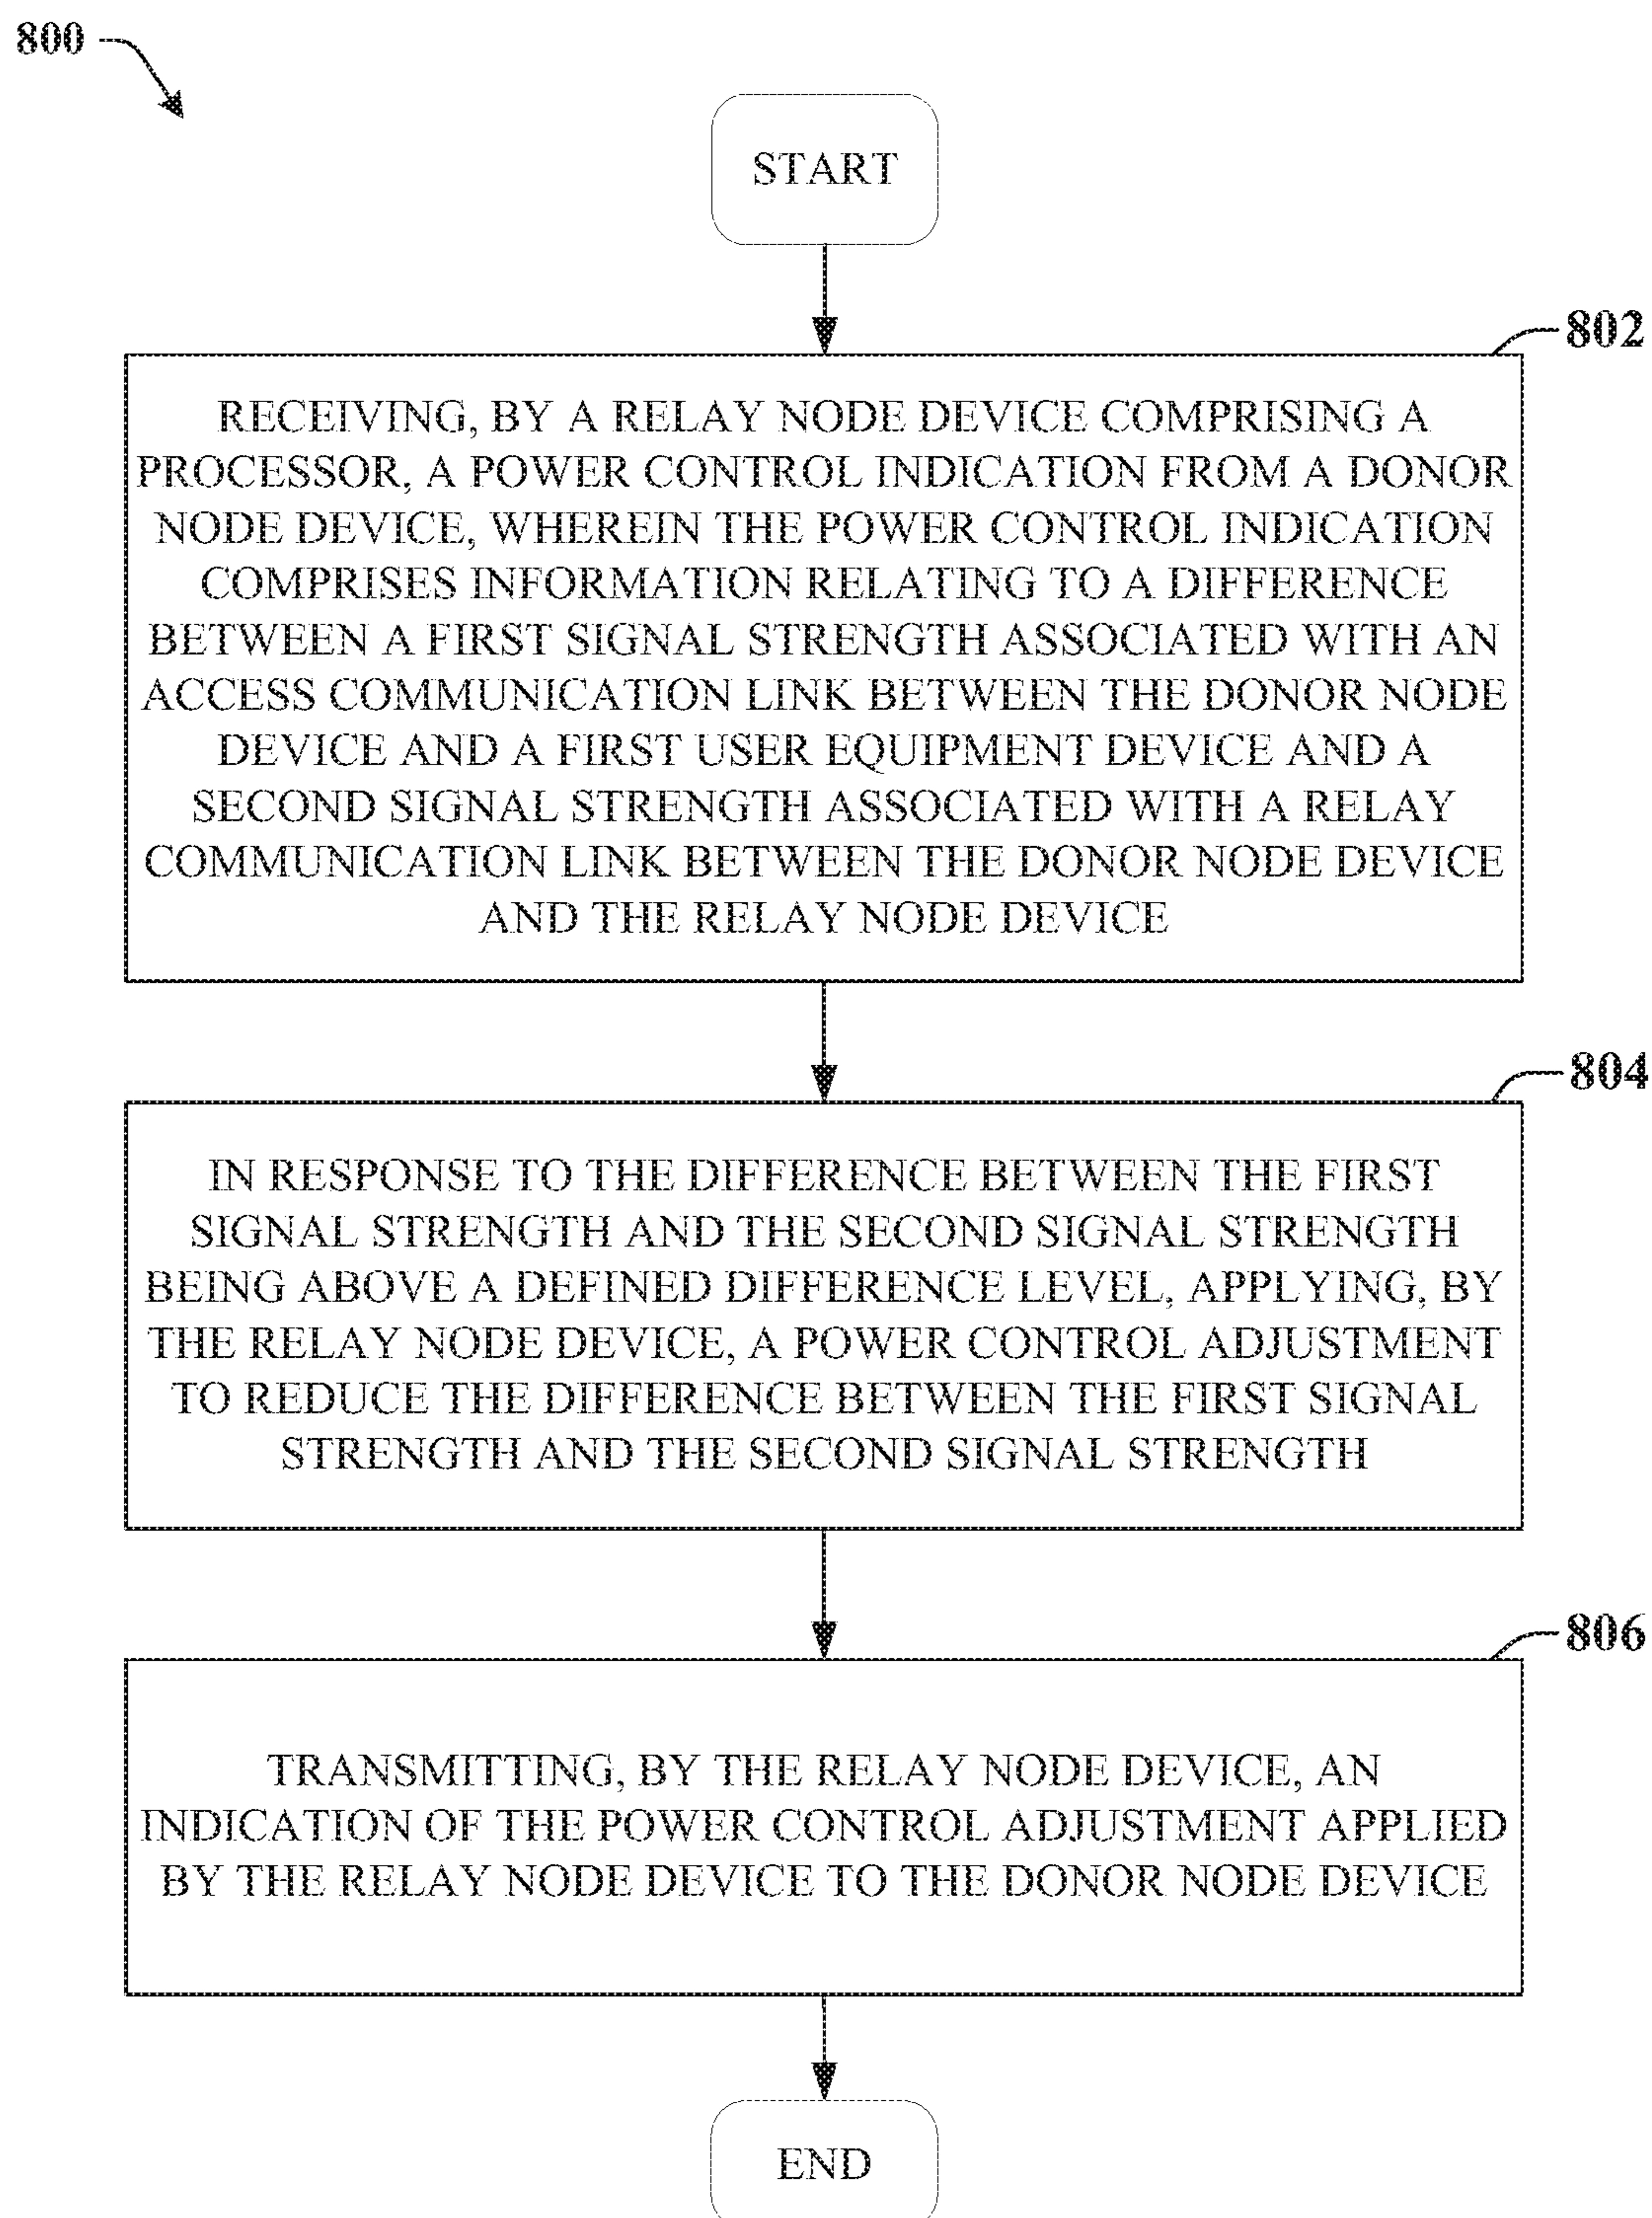 800
START
802
RECEIVING, BY A RELAY NODE DEVICE COMPRISING A
PROCESSOR, A POWER CONTROL INDICATION FROM A DONOR
NODE DEVICE, WHEREIN THE POWER CONTROL INDICATION
COMPRISES INFORMATION RELATING TO A DIFFERENCE
BETWEEN A FIRST SIGNAL STRENGTH ASSOCIATED WITH AN
ACCESS COMMUNICATION LINK BETWEEN THE DONOR NODE
DEVICE AND A FIRST USER EQUIPMENT DEVICE AND A
SECOND SIGNAL STRENGTH ASSOCIATED WITH A RELAY
COMMUNICATION LINK BETWEEN THE DONOR NODE DEVICE
AND THE RELAY NODE DEVICE
804
IN RESPONSE TO THE DIFFERENCE BETWEEN THE FIRST
SIGNAL STRENGTH AND THE SECOND SIGNAL STRENGTH
BEING ABOVE A DEFINED DIFFERENCE LEVEL, APPLYING, BY
THE RELAY NODE DEVICE, A POWER CONTROL ADJUSTMENT
TO REDUCE THE DIFFERENCE BETWEEN THE FIRST SIGNAL
STRENGTH AND THE SECOND SIGNAL STRENGTH
806
TRANSMITTING, BY THE RELAY NODE DEVICE, AN
INDICATION OF THE POWER CONTROL ADJUSTMENT APPLIED
BY THE RELAY NODE DEVICE TO THE DONOR NODE DEVICE
END